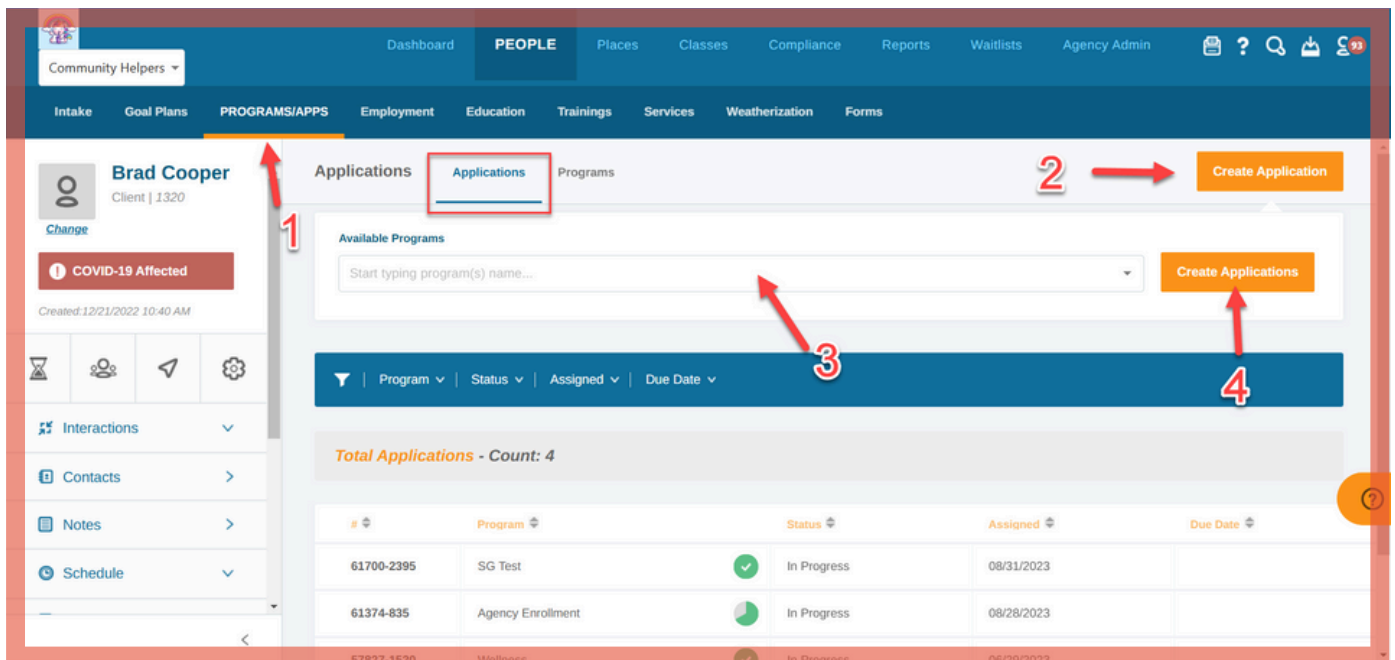 Dashboard PEOPLE Places Classes Compliance Reports Waitlists Agency Admin ? 93
Community Helpers
Intake Goal Plans PROGRAMS/APPS Employment Education Trainings Services Weatherization Forms
Brad Cooper
Client | 1320
Change
COVID-19 Affected
Created:12/21/2022 10:40 AM
Interactions
Contacts
Notes
Schedule
Applications Applications Programs
2
Create Application
1
Available Programs
Start typing program(s) name...
Create Applications
3
4
Program | Status | Assigned | Due Date
Total Applications - Count: 4
# Program Status Assigned Due Date
61700-2395 SG Test In Progress 08/31/2023
61374-835 Agency Enrollment In Progress 08/28/2023
?